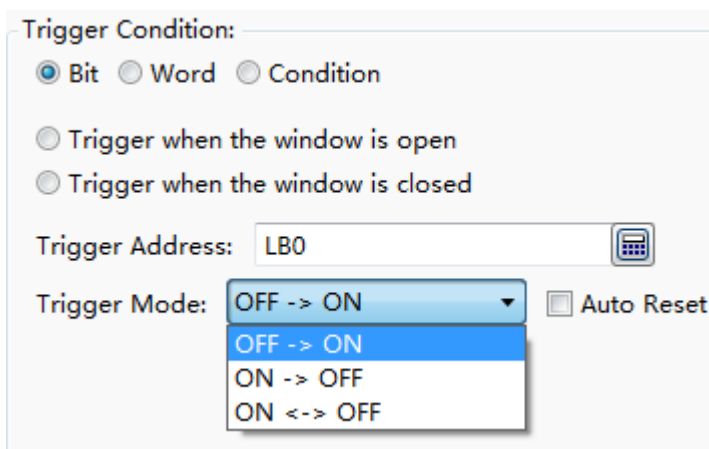 Trigger Condition:
Bit Word Condition
Trigger when the window is open
Trigger when the window is closed
Trigger Address: LB0
Trigger Mode: OFF -> ON Auto Reset
OFF -> ON
ON -> OFF
ON <-> OFF